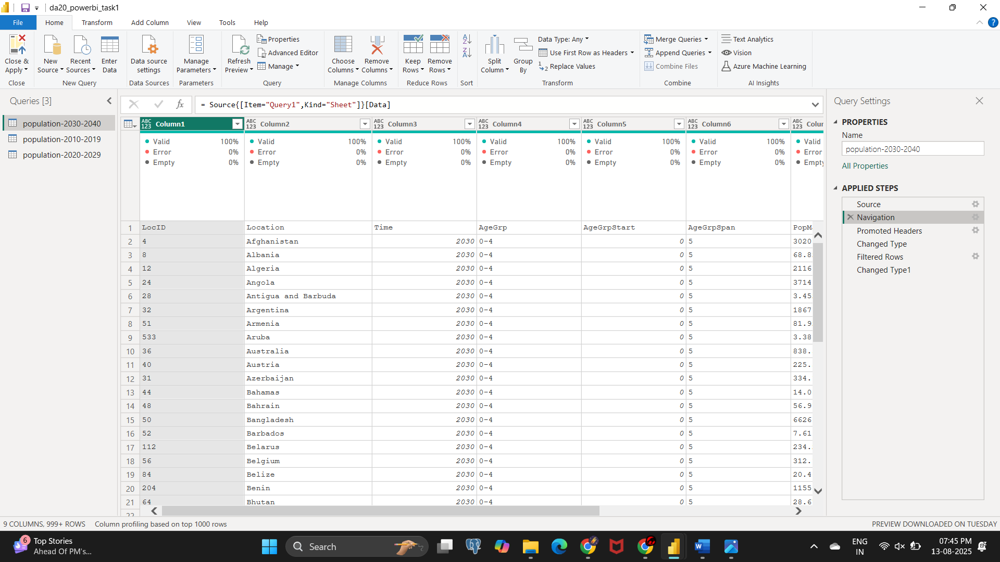 da20_powerbi_task1
File Home Transform Add Column View Tools Help
Close & Apply
Close
New Source
Recent Sources
Enter Data
New Query
Data source settings
Data Sources
Manage Parameters
Parameters
Refresh Preview
Properties
Advanced Editor
Manage
Query
Choose Columns
Remove Columns
Manage Columns
Keep Rows
Remove Rows
Reduce Rows
Sort
Split Column
Group By
Data Type: Any
Use First Row as Headers
Replace Values
Transform
Merge Queries
Append Queries
Combine Files
Combine
Text Analytics
Vision
Azure Machine Learning
AI Insights
Queries [3]
population-2030-2040
population-2010-2019
population-2020-2029
= Source{[Item="Query1",Kind="Sheet"]}[Data]
ABC 123 Column1 ABC 123 Column2 ABC 123 Column3 ABC 123 Column4 ABC 123 Column5 ABC 123 Column6 ABC 123
Valid 100% Valid 100% Valid 100% Valid 100% Valid 100% Valid 100% Valid
Error 0% Error 0% Error 0% Error 0% Error 0% Error 0% Error
Empty 0% Empty 0% Empty 0% Empty 0% Empty 0% Empty 0% Empty
1 LocID Location Time AgeGrp AgeGrpStart AgeGrpSpan
2 4 Afghanistan 2030 0-4 0 5 3020
3 8 Albania 2030 0-4 0 5 68.8
4 12 Algeria 2030 0-4 0 5 2116
5 24 Angola 2030 0-4 0 5 3714
6 28 Antigua and Barbuda 2030 0-4 0 5 3.45
7 32 Argentina 2030 0-4 0 5 1867
8 51 Armenia 2030 0-4 0 5 81.9
9 533 Aruba 2030 0-4 0 5 3.38
10 36 Australia 2030 0-4 0 5 838.
11 40 Austria 2030 0-4 0 5 225.
12 31 Azerbaijan 2030 0-4 0 5 334.
13 44 Bahamas 2030 0-4 0 5 14.0
14 48 Bahrain 2030 0-4 0 5 56.9
15 50 Bangladesh 2030 0-4 0 5 6626
16 52 Barbados 2030 0-4 0 5 7.61
17 112 Belarus 2030 0-4 0 5 234.
18 56 Belgium 2030 0-4 0 5 312.
19 84 Belize 2030 0-4 0 5 20.4
20 204 Benin 2030 0-4 0 5 1155
21 64 Bhutan 2030 0-4 0 5 28.6
22
Query Settings
PROPERTIES
Name
population-2030-2040
All Properties
APPLIED STEPS
Source
Navigation
Promoted Headers
Changed Type
Filtered Rows
Changed Type1
9 COLUMNS, 999+ ROWS Column profiling based on top 1000 rows
PREVIEW DOWNLOADED ON TUESDAY
6
Top Stories
Ahead Of PM's...
Search
ENG
IN
07:45 PM
13-08-2025